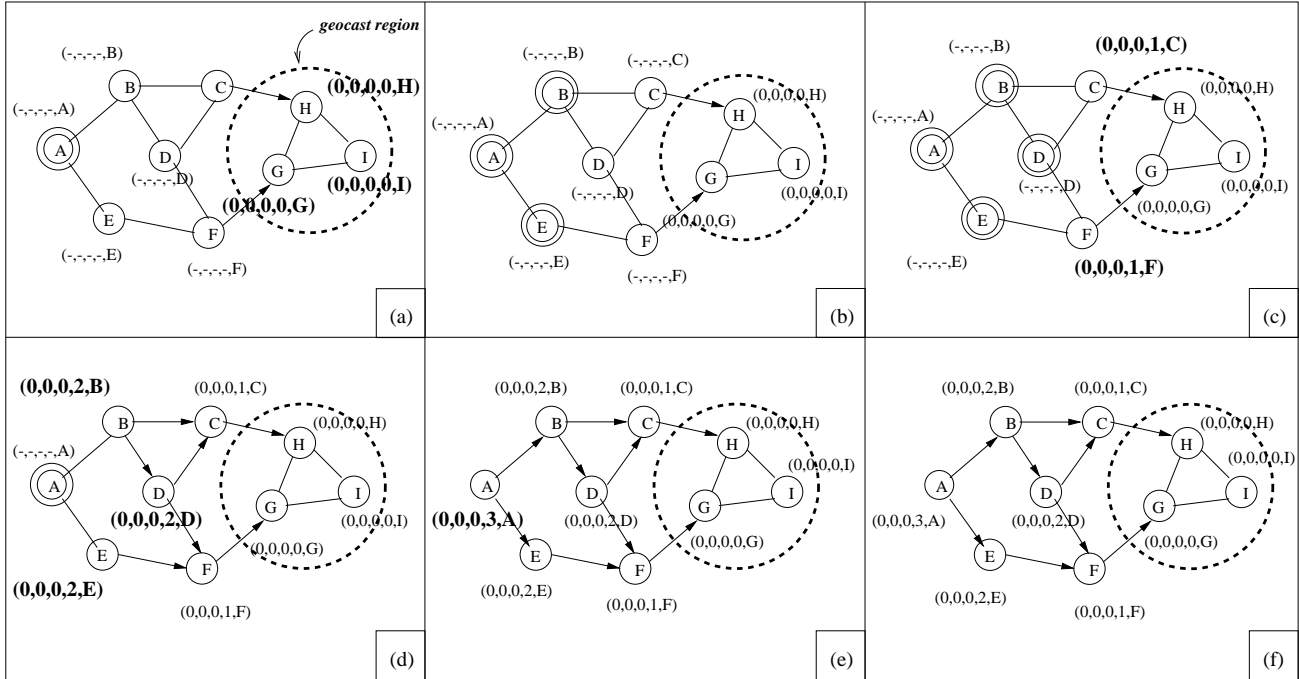 geocast region
(-,-,-,-,B)
(0,0,0,0,H)
B
C
H
(-,-,-,-,A)
A
D
G
I
(-,-,-,-,D)
(0,0,0,0,I)
(0,0,0,0,G)
E
F
(-,-,-,-,E)
(-,-,-,-,F)
(a)
(-,-,-,-,B)
(-,-,-,-,C)
B
C
(0,0,0,0,H)
H
(-,-,-,-,A)
A
D
G
I
(-,-,-,-,D)
(0,0,0,0,I)
(0,0,0,0,G)
E
F
(-,-,-,-,E)
(-,-,-,-,F)
(b)
(0,0,0,1,C)
(-,-,-,-,B)
B
C
(0,0,0,0,H)
H
(-,-,-,-,A)
A
D
G
I
(-,-,-,-,D)
(0,0,0,0,I)
(0,0,0,0,G)
E
F
(-,-,-,-,E)
(0,0,0,1,F)
(c)
(0,0,0,2,B)
(0,0,0,1,C)
B
C
(0,0,0,0,H)
H
(-,-,-,-,A)
A
D
G
I
(0,0,0,2,D)
(0,0,0,0,I)
(0,0,0,0,G)
E
F
(0,0,0,2,E)
(0,0,0,1,F)
(d)
(0,0,0,2,B)
(0,0,0,1,C)
B
C
(0,0,0,0,H)
H
(0,0,0,0,I)
A
D
G
I
(0,0,0,3,A)
(0,0,0,2,D)
(0,0,0,0,G)
E
F
(0,0,0,2,E)
(0,0,0,1,F)
(e)
(0,0,0,2,B)
(0,0,0,1,C)
B
C
(0,0,0,0,H)
H
(0,0,0,0,I)
A
D
G
I
(0,0,0,3,A)
(0,0,0,2,D)
(0,0,0,0,G)
E
F
(0,0,0,2,E)
(0,0,0,1,F)
(f)